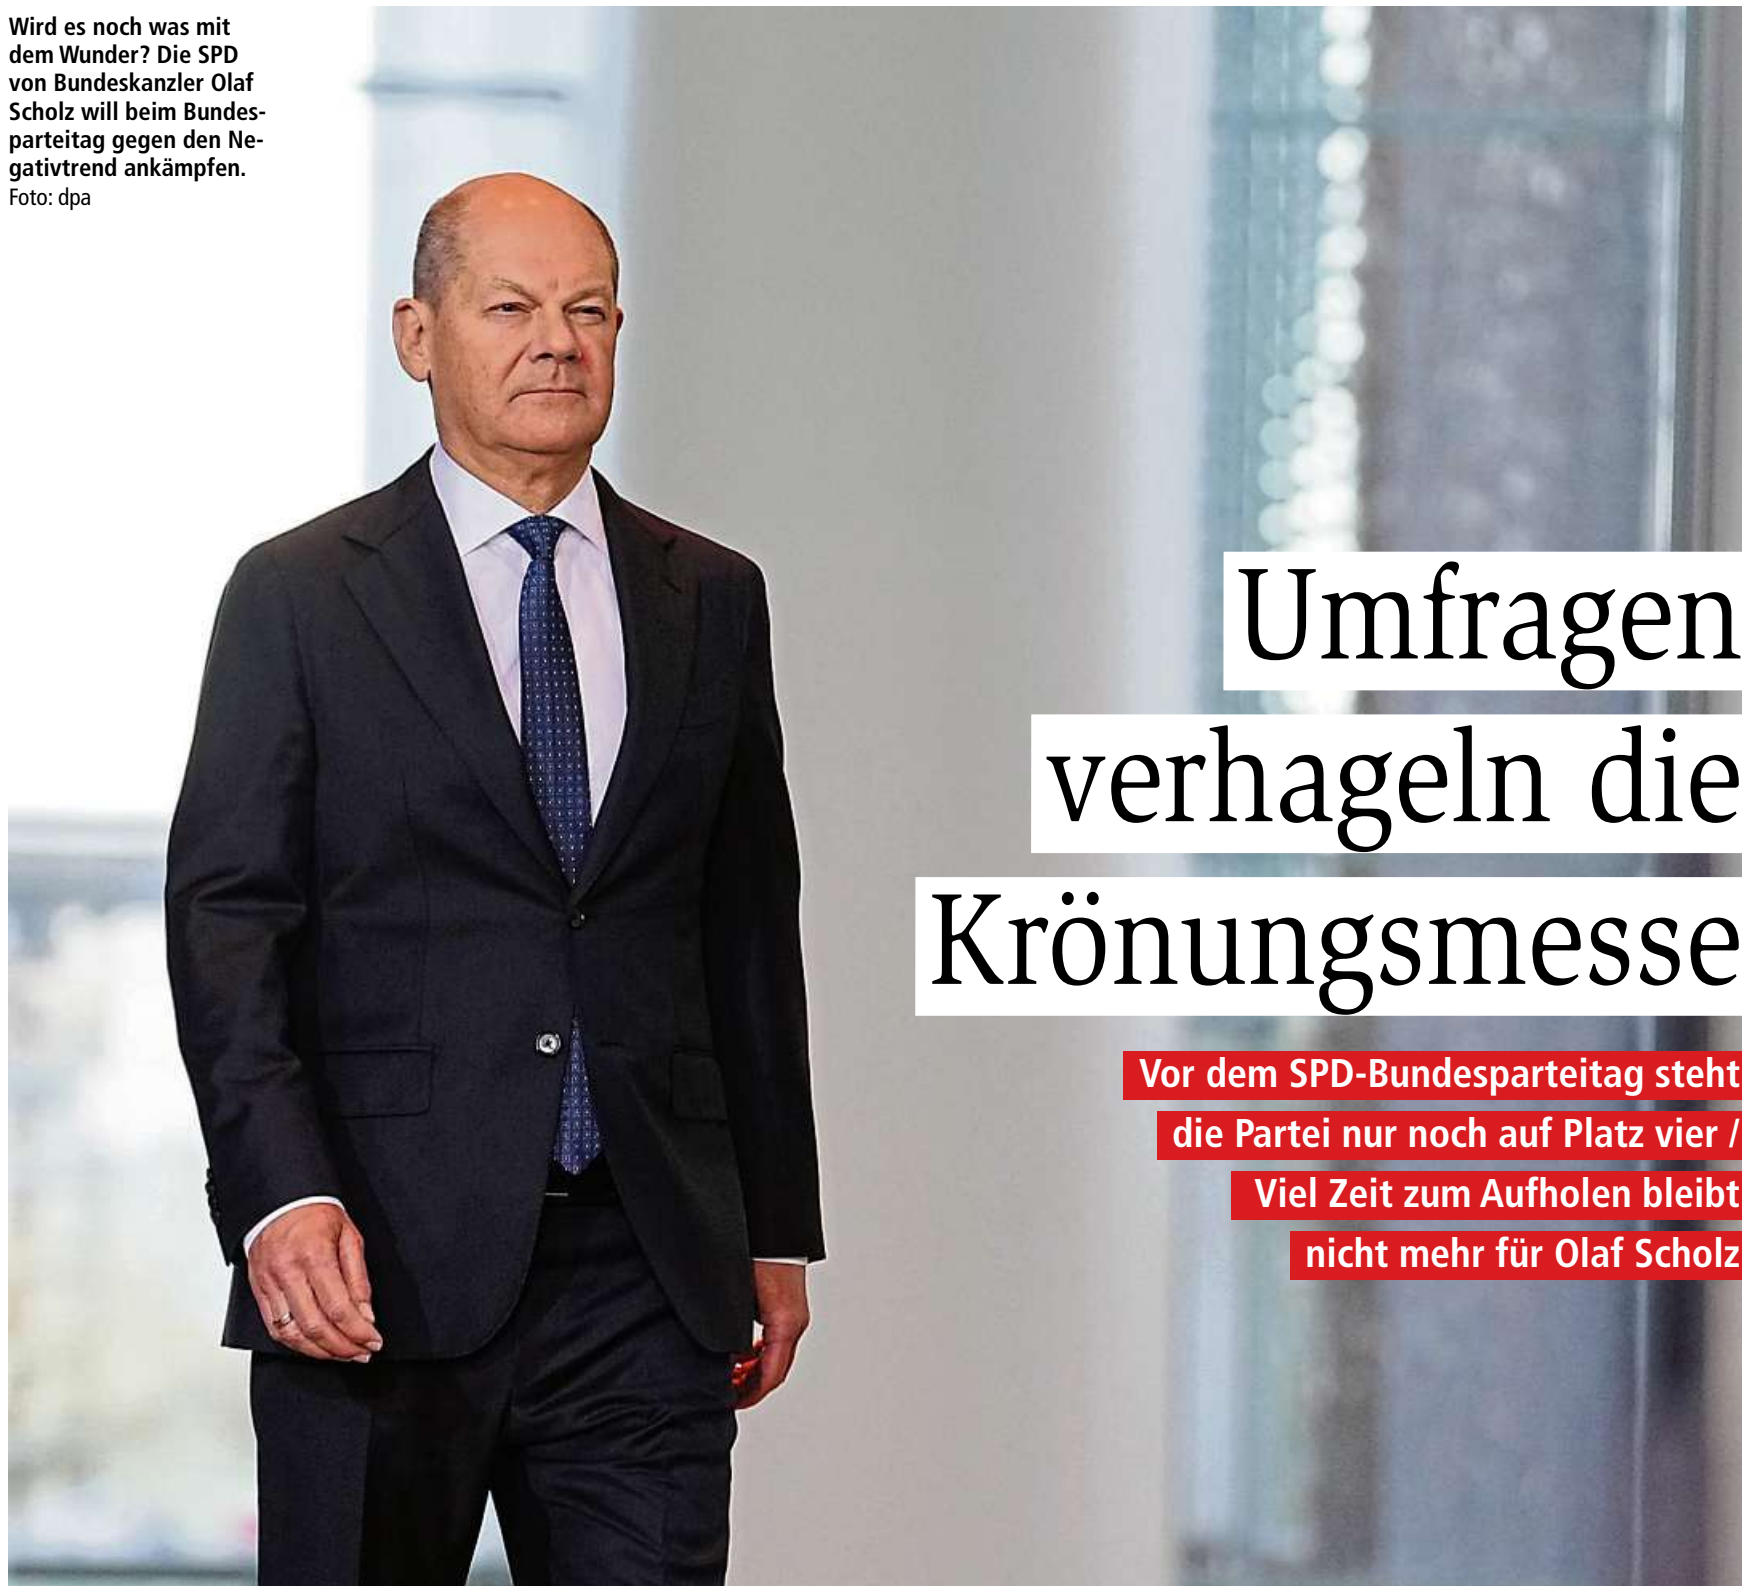 Wird es noch was mit
dem Wunder? Die SPD
von Bundeskanzler Olaf
Scholz will beim Bundes-
parteitag gegen den Ne-
gativtrend ankämpfen.
Foto: dpa
Umfragen
verhageln die
Krönungsmesse
Vor dem SPD-Bundesparteitag steht
die Partei nur noch auf Platz vier /
Viel Zeit zum Aufholen bleibt
nicht mehr für Olaf Scholz